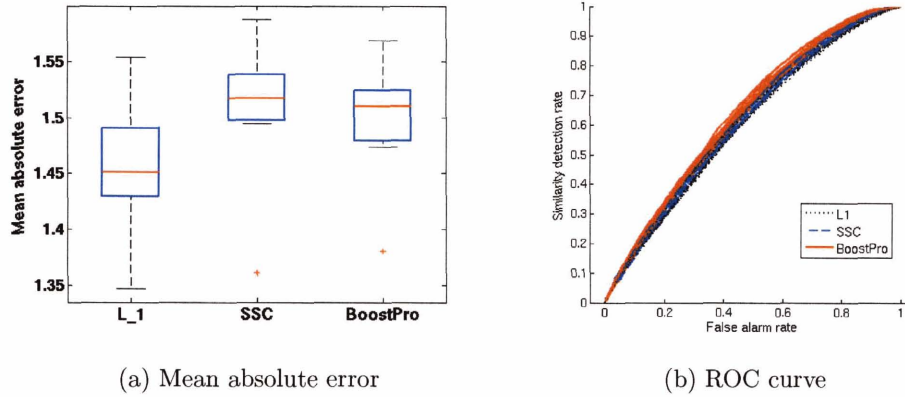 Mean absolute error
1.55
1.5
1.45
1.4
1.35
L_1
SSC
BoostPro
(a) Mean absolute error
Similarity detection rate
1
0.9
0.8
0.7
0.6
0.5
0.4
0.3
0.2
0.1
0
0
0.2
0.4
0.6
0.8
1
False alarm rate
L1
SSC
BoostPro
(b) ROC curve